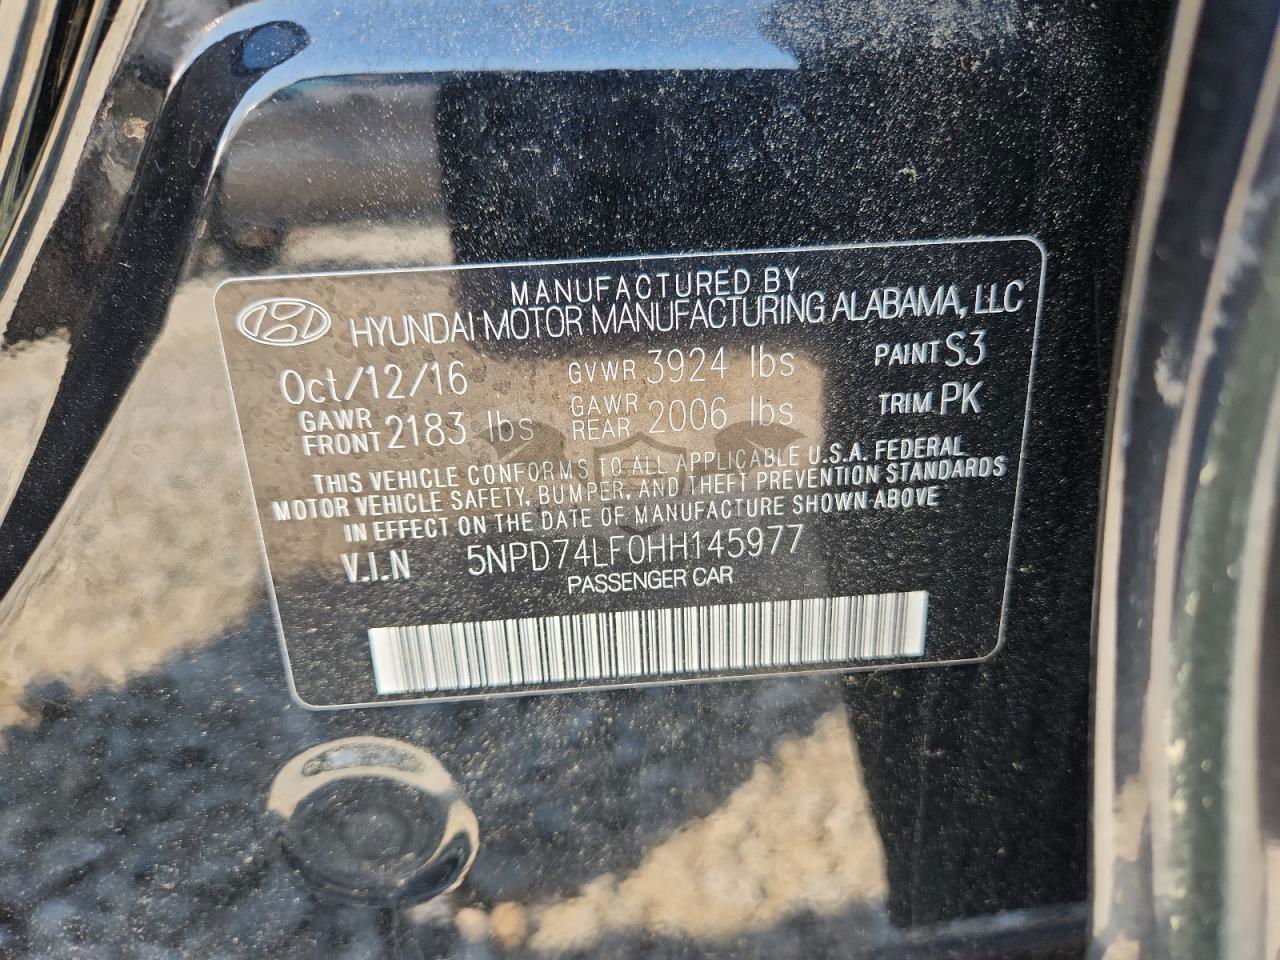 MANUFACTURED BY
HYUNDAI MOTOR MANUFACTURING ALABAMA, LLC
Oct/12/16 GVWR 3924 lbs PAINT S3
GAWR FRONT 2183 lbs GAWR REAR 2006 lbs TRIM PK
THIS VEHICLE CONFORMS TO ALL APPLICABLE U.S.A. FEDERAL
MOTOR VEHICLE SAFETY, BUMPER, AND THEFT PREVENTION STANDARDS
IN EFFECT ON THE DATE OF MANUFACTURE SHOWN ABOVE
V.I.N 5NPD74LF0HH145977
PASSENGER CAR